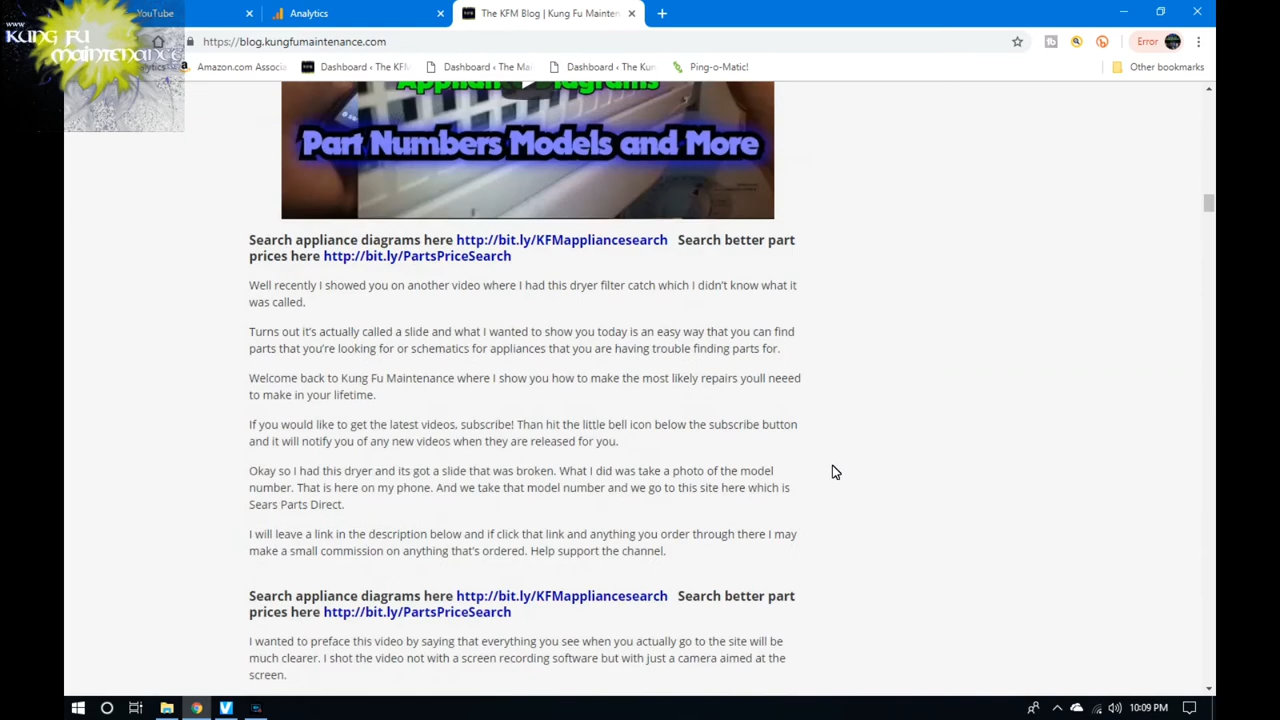 www
KUNG FU
MAINTENANCE
YouTube
Analytics
The KFM Blog | Kung Fu Mainten
https://blog.kungfumaintenance.com
Error
Amazon.com Associa
Dashboard ‹ The KFM
Dashboard ‹ The Ma
Dashboard ‹ The Kun
Ping-o-Matic!
Other bookmarks
Appliance Diagrams
Part Numbers Models and More
Search appliance diagrams here http://bit.ly/KFMappliancesearch Search better part
prices here http://bit.ly/PartsPriceSearch
Well recently I showed you on another video where I had this dryer filter catch which I didn't know what it
was called.
Turns out it's actually called a slide and what I wanted to show you today is an easy way that you can find
parts that you're looking for or schematics for appliances that you are having trouble finding parts for.
Welcome back to Kung Fu Maintenance where I show you how to make the most likely repairs youll neeed
to make in your lifetime.
If you would like to get the latest videos, subscribe! Than hit the little bell icon below the subscribe button
and it will notify you of any new videos when they are released for you.
Okay so I had this dryer and its got a slide that was broken. What I did was take a photo of the model
number. That is here on my phone. And we take that model number and we go to this site here which is
Sears Parts Direct.
I will leave a link in the description below and if click that link and anything you order through there I may
make a small commission on anything that's ordered. Help support the channel.
Search appliance diagrams here http://bit.ly/KFMappliancesearch Search better part
prices here http://bit.ly/PartsPriceSearch
I wanted to preface this video by saying that everything you see when you actually go to the site will be
much clearer. I shot the video not with a screen recording software but with just a camera aimed at the
screen.
10:09 PM